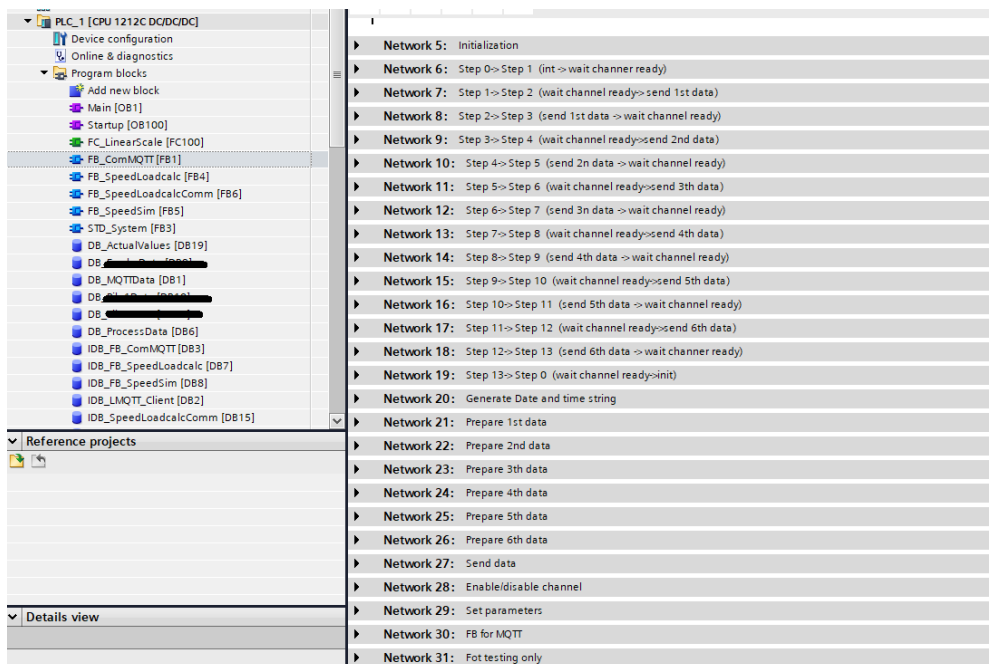 PLC_1 [CPU 1212C DC/DC/DC]
Device configuration
Online & diagnostics
Program blocks
Add new block
Main [OB1]
Startup [OB100]
FC_LinearScale [FC100]
FB_ComMQTT [FB1]
FB_SpeedLoadcalc [FB4]
FB_SpeedLoadcalcComm [FB6]
FB_SpeedSim [FB5]
STD_System [FB3]
DB_ActualValues [DB19]
DB_
DB_MQTTData [DB1]
DB_
DB_
DB_ProcessData [DB6]
IDB_FB_ComMQTT [DB3]
IDB_FB_SpeedLoadcalc [DB7]
IDB_FB_SpeedSim [DB8]
IDB_LMQTT_Client [DB2]
IDB_SpeedLoadcalcComm [DB15]
Reference projects
Details view
Network 5: Initialization
Network 6: Step 0-> Step 1 (int -> wait channer ready)
Network 7: Step 1-> Step 2 (wait channel ready-> send 1st data)
Network 8: Step 2-> Step 3 (send 1st data -> wait channel ready)
Network 9: Step 3-> Step 4 (wait channel ready->send 2nd data)
Network 10: Step 4-> Step 5 (send 2n data -> wait channel ready)
Network 11: Step 5-> Step 6 (wait channel ready->send 3th data)
Network 12: Step 6-> Step 7 (send 3n data -> wait channel ready)
Network 13: Step 7-> Step 8 (wait channel ready->send 4th data)
Network 14: Step 8-> Step 9 (send 4th data -> wait channel ready)
Network 15: Step 9-> Step 10 (wait channel ready->send 5th data)
Network 16: Step 10-> Step 11 (send 5th data -> wait channel ready)
Network 17: Step 11-> Step 12 (wait channel ready->send 6th data)
Network 18: Step 12-> Step 13 (send 6th data -> wait channer ready)
Network 19: Step 13-> Step 0 (wait channel ready->init)
Network 20: Generate Date and time string
Network 21: Prepare 1st data
Network 22: Prepare 2nd data
Network 23: Prepare 3th data
Network 24: Prepare 4th data
Network 25: Prepare 5th data
Network 26: Prepare 6th data
Network 27: Send data
Network 28: Enable/disable channel
Network 29: Set parameters
Network 30: FB for MQTT
Network 31: Fot testing only